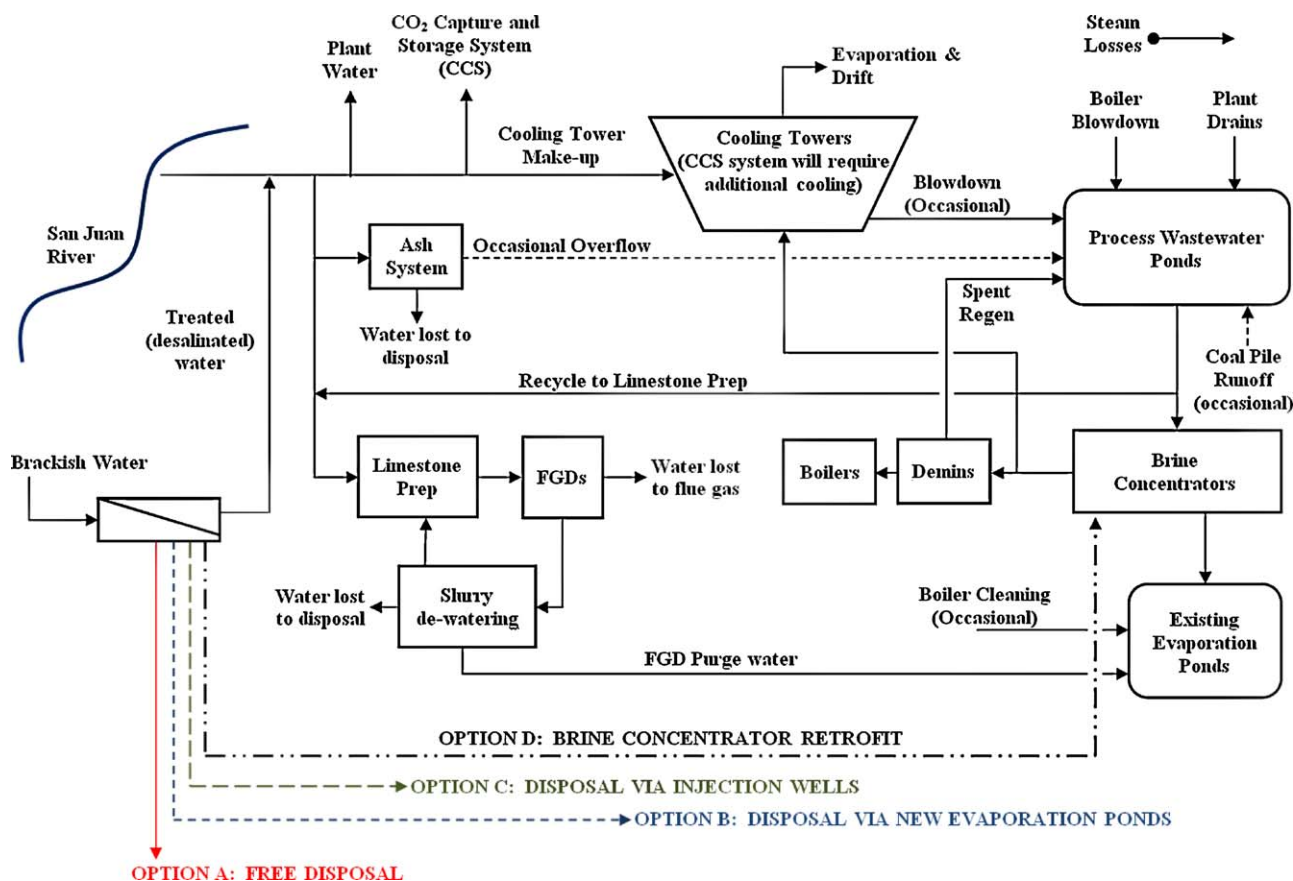 CO₂ Capture and
Storage System
(CCS)
Plant
Water
Evaporation &
Drift
Steam
Losses
Boiler
Blowdown
Plant
Drains
Cooling Tower
Make-up
Cooling Towers
(CCS system will require
additional cooling)
Blowdown
(Occasional)
San Juan
River
Ash
System
Occasional Overflow
Process Wastewater
Ponds
Spent
Regen
Treated
(desalinated)
water
Water lost to
disposal
Coal Pile
Runoff
(occasional)
Recycle to Limestone Prep
Brackish Water
Limestone
Prep
FGDs
Water lost
to flue gas
Boilers
Demins
Brine
Concentrators
Water lost
to disposal
Slurry
de-watering
Boiler Cleaning
(Occasional)
Existing
Evaporation
Ponds
FGD Purge water
OPTION D: BRINE CONCENTRATOR RETROFIT
OPTION C: DISPOSAL VIA INJECTION WELLS
OPTION B: DISPOSAL VIA NEW EVAPORATION PONDS
OPTION A: FREE DISPOSAL